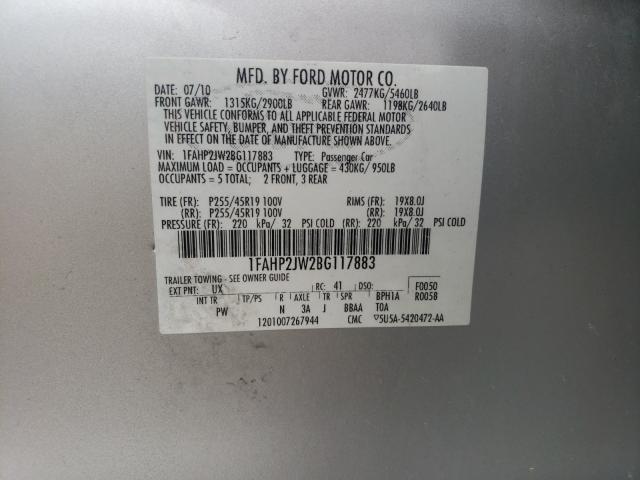 MFD. BY FORD MOTOR CO.
DATE: 07/10 GVWR: 2477KG/5460LB
FRONT GAWR: 1315KG/2900LB REAR GAWR: 1198KG/2640LB
THIS VEHICLE CONFORMS TO ALL APPLICABLE FEDERAL MOTOR
VEHICLE SAFETY, BUMPER, AND THEFT PREVENTION STANDARDS
IN EFFECT ON THE DATE OF MANUFACTURE SHOWN ABOVE.
VIN: 1FAHP2JW2BG117883 TYPE: Passenger Car
MAXIMUM LOAD = OCCUPANTS + LUGGAGE = 430KG/ 950LB
OCCUPANTS = 5 TOTAL; 2 FRONT, 3 REAR
TIRE (FR): P255/45R19 100V RIMS (FR): 19X8.0J
(RR): P255/45R19 100V (RR): 19X8.0J
PRESSURE (FR): 220 kPa/ 32 PSI COLD (RR): 220 kPa/ 32 PSI COLD
1FAHP2JW2BG117883
TRAILER TOWING - SEE OWNER GUIDE
EXT PNT: UX RC: 41 DSO: F0050
INT TR TP/PS R AXLE TR SPR BPH1A R0058
PW N 3A J BBAA TOA
1201007267944 CMC 5U5A-5420472-AA